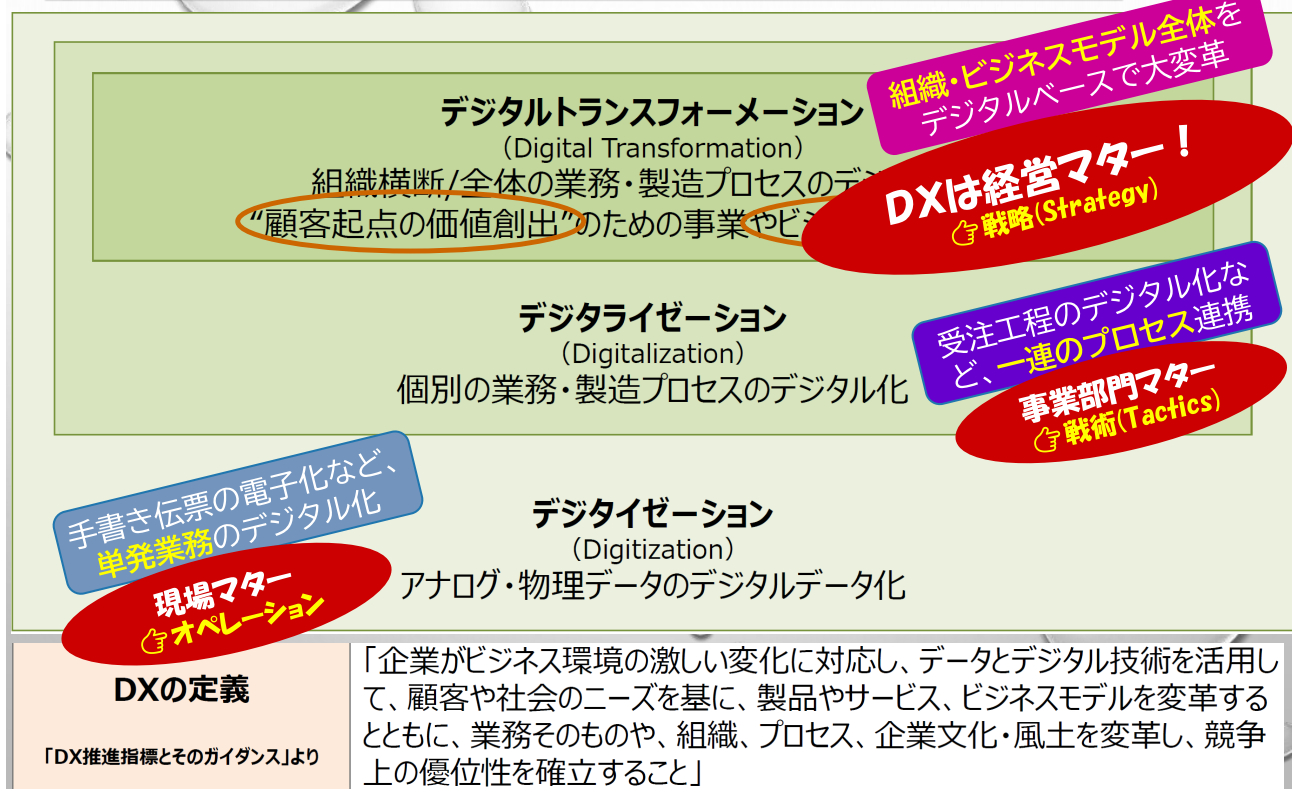 組織・ビジネスモデル全体を
デジタルベースで大変革
デジタルトランスフォーメーション
（Digital Transformation）
組織横断/全体の業務・製造プロセスのデジ
“顧客起点の価値創出”のための事業やビジ
DXは経営マター！
👉戦略(Strategy)
デジタライゼーション
（Digitalization）
個別の業務・製造プロセスのデジタル化
受注工程のデジタル化な
ど、一連のプロセス連携
事業部門マター
👉戦術(Tactics)
手書き伝票の電子化など、
単発業務のデジタル化
現場マター
👉オペレーション
デジタイゼーション
（Digitization）
アナログ・物理データのデジタルデータ化
DXの定義
「DX推進指標とそのガイダンス」より
「企業がビジネス環境の激しい変化に対応し、データとデジタル技術を活用し
て、顧客や社会のニーズを基に、製品やサービス、ビジネスモデルを変革する
とともに、業務そのものや、組織、プロセス、企業文化・風土を変革し、競争
上の優位性を確立すること」